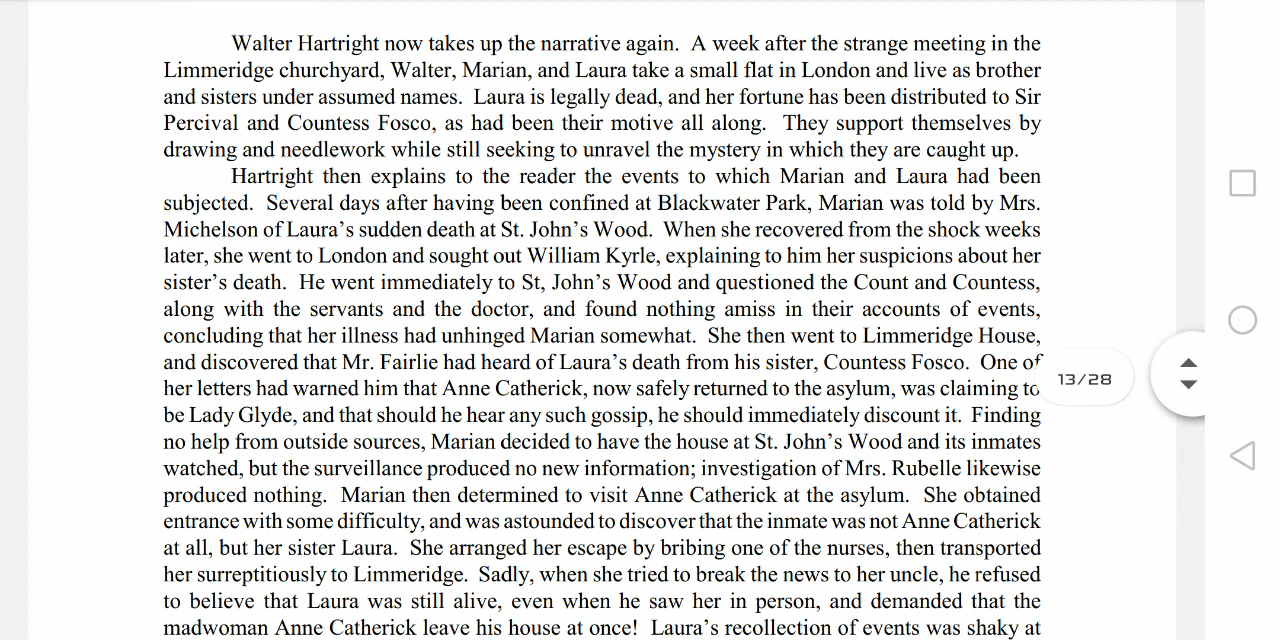 Walter Hartright now takes up the narrative again. A week after the strange meeting in the
Limmeridge churchyard, Walter, Marian, and Laura take a small flat in London and live as brother
and sisters under assumed names. Laura is legally dead, and her fortune has been distributed to Sir
Percival and Countess Fosco, as had been their motive all along. They support themselves by
drawing and needlework while still seeking to unravel the mystery in which they are caught up.
Hartright then explains to the reader the events to which Marian and Laura had been
subjected. Several days after having been confined at Blackwater Park, Marian was told by Mrs.
Michelson of Laura's sudden death at St. John's Wood. When she recovered from the shock weeks
later, she went to London and sought out William Kyrle, explaining to him her suspicions about her
sister's death. He went immediately to St, John's Wood and questioned the Count and Countess,
along with the servants and the doctor, and found nothing amiss in their accounts of events,
concluding that her illness had unhinged Marian somewhat. She then went to Limmeridge House,
and discovered that Mr. Fairlie had heard of Laura's death from his sister, Countess Fosco. One of
her letters had warned him that Anne Catherick, now safely returned to the asylum, was claiming to
be Lady Glyde, and that should he hear any such gossip, he should immediately discount it. Finding
no help from outside sources, Marian decided to have the house at St. John's Wood and its inmates
watched, but the surveillance produced no new information; investigation of Mrs. Rubelle likewise
produced nothing. Marian then determined to visit Anne Catherick at the asylum. She obtained
entrance with some difficulty, and was astounded to discover that the inmate was not Anne Catherick
at all, but her sister Laura. She arranged her escape by bribing one of the nurses, then transported
her surreptitiously to Limmeridge. Sadly, when she tried to break the news to her uncle, he refused
to believe that Laura was still alive, even when he saw her in person, and demanded that the
madwoman Anne Catherick leave his house at once! Laura's recollection of events was shaky at
13/28